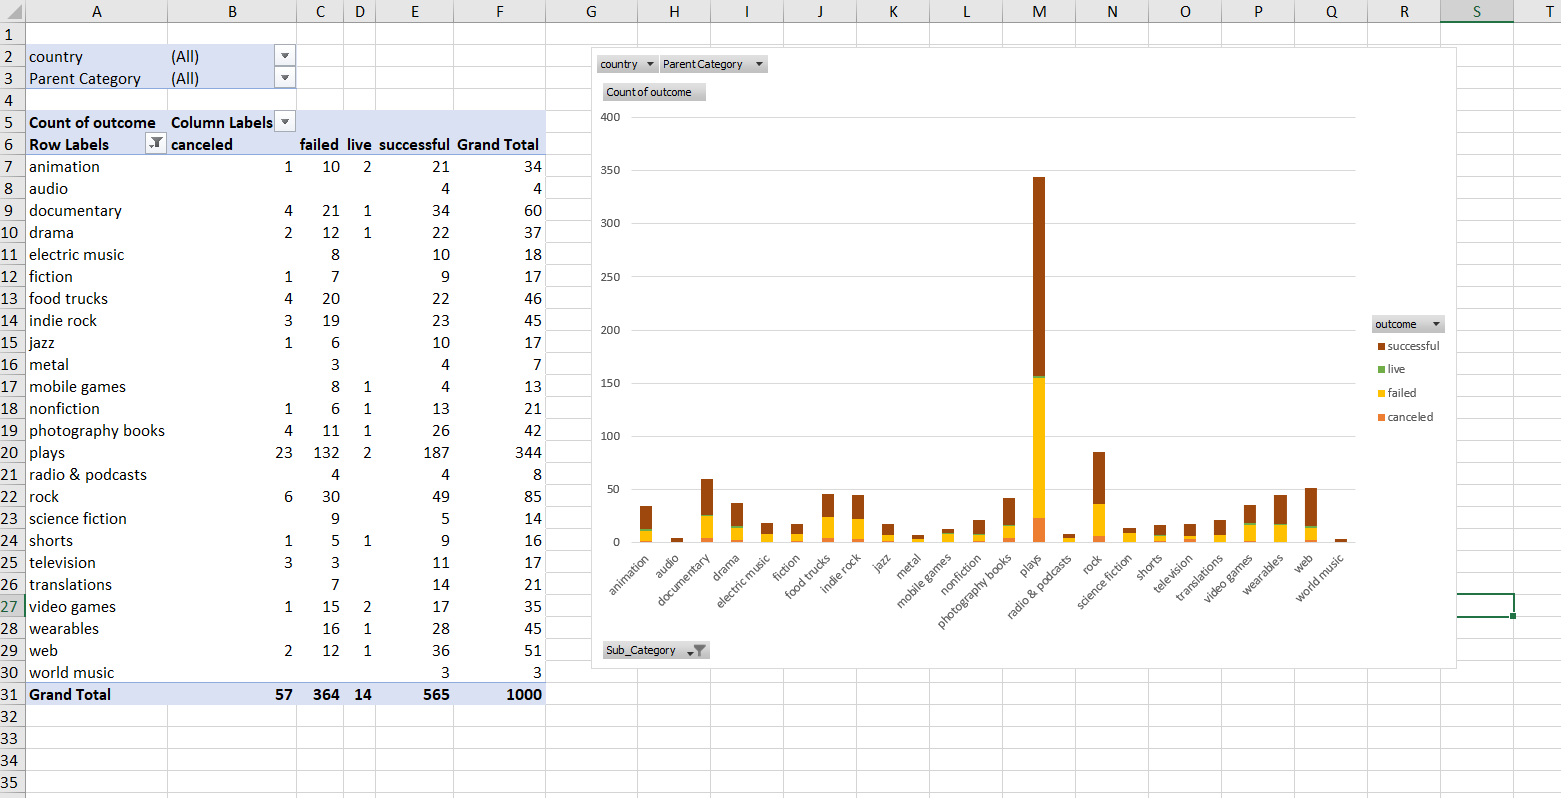 A B C D E F G H I J K L M N O P Q R S T
1
2 country (All)
3 Parent Category (All)
4
5 Count of outcome Column Labels
6 Row Labels canceled failed live successful Grand Total
7 animation 1 10 2 21 34
8 audio 4 4
9 documentary 4 21 1 34 60
10 drama 2 12 1 22 37
11 electric music 8 10 18
12 fiction 1 7 9 17
13 food trucks 4 20 22 46
14 indie rock 3 19 23 45
15 jazz 1 6 10 17
16 metal 3 4 7
17 mobile games 8 1 4 13
18 nonfiction 1 6 1 13 21
19 photography books 4 11 1 26 42
20 plays 23 132 2 187 344
21 radio & podcasts 4 4 8
22 rock 6 30 49 85
23 science fiction 9 5 14
24 shorts 1 5 1 9 16
25 television 3 3 11 17
26 translations 7 14 21
27 video games 1 15 2 17 35
28 wearables 16 1 28 45
29 web 2 12 1 36 51
30 world music 3 3
31 Grand Total 57 364 14 565 1000
32
33
34
35
country Parent Category
Count of outcome
400
350
300
250
200
150
100
50
0
animation audio documentary drama electric music fiction food trucks indie rock jazz metal mobile games nonfiction photography books plays radio & podcasts rock science fiction shorts television translations video games wearables web world music
outcome
successful
live
failed
canceled
Sub_Category